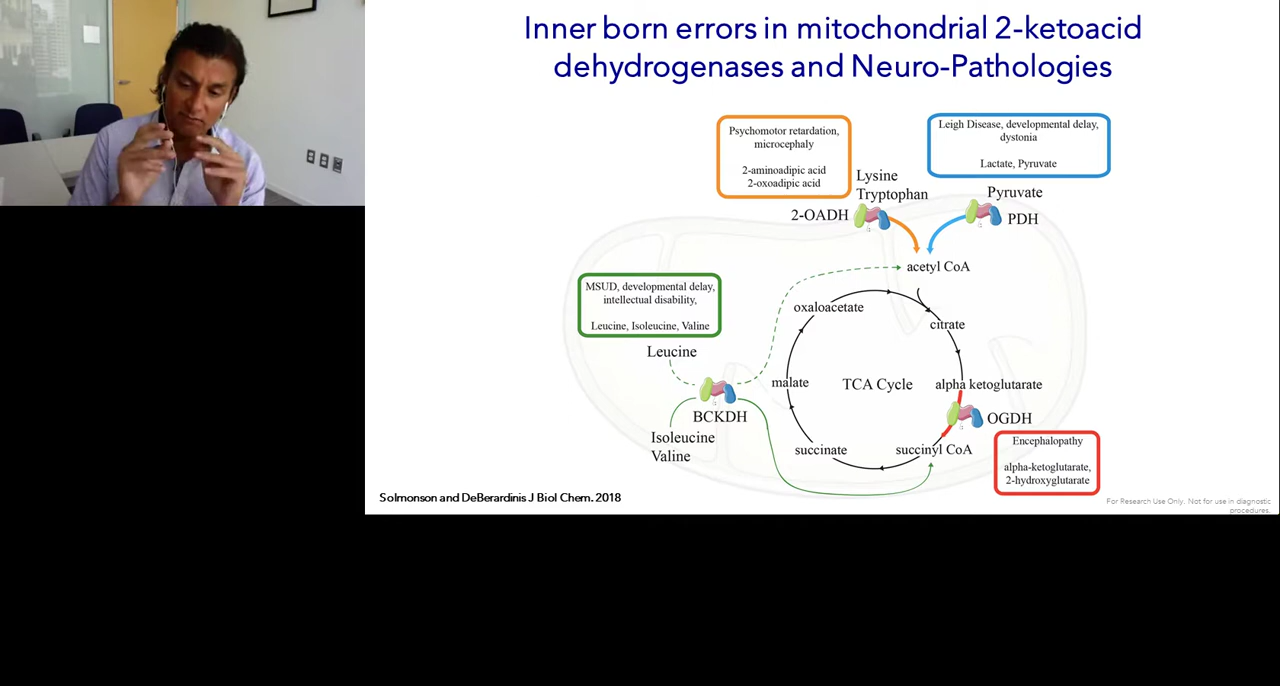 Inner born errors in mitochondrial 2-ketoacid
dehydrogenases and Neuro-Pathologies
Psychomotor retardation,
microcephaly
2-aminoadipic acid
2-oxoadipic acid
Leigh Disease, developmental delay,
dystonia
Lactate, Pyruvate
Lysine
Tryptophan
2-OADH
Pyruvate
PDH
acetyl CoA
MSUD, developmental delay,
intellectual disability,
Leucine, Isoleucine, Valine
Leucine
BCKDH
Isoleucine
Valine
oxaloacetate
citrate
malate
TCA Cycle
alpha ketoglutarate
OGDH
succinate
succinyl CoA
Encephalopathy
alpha-ketoglutarate,
2-hydroxyglutarate
Solmonson and DeBerardinis J Biol Chem. 2018
For Research Use Only. Not for use in diagnostic
procedures.